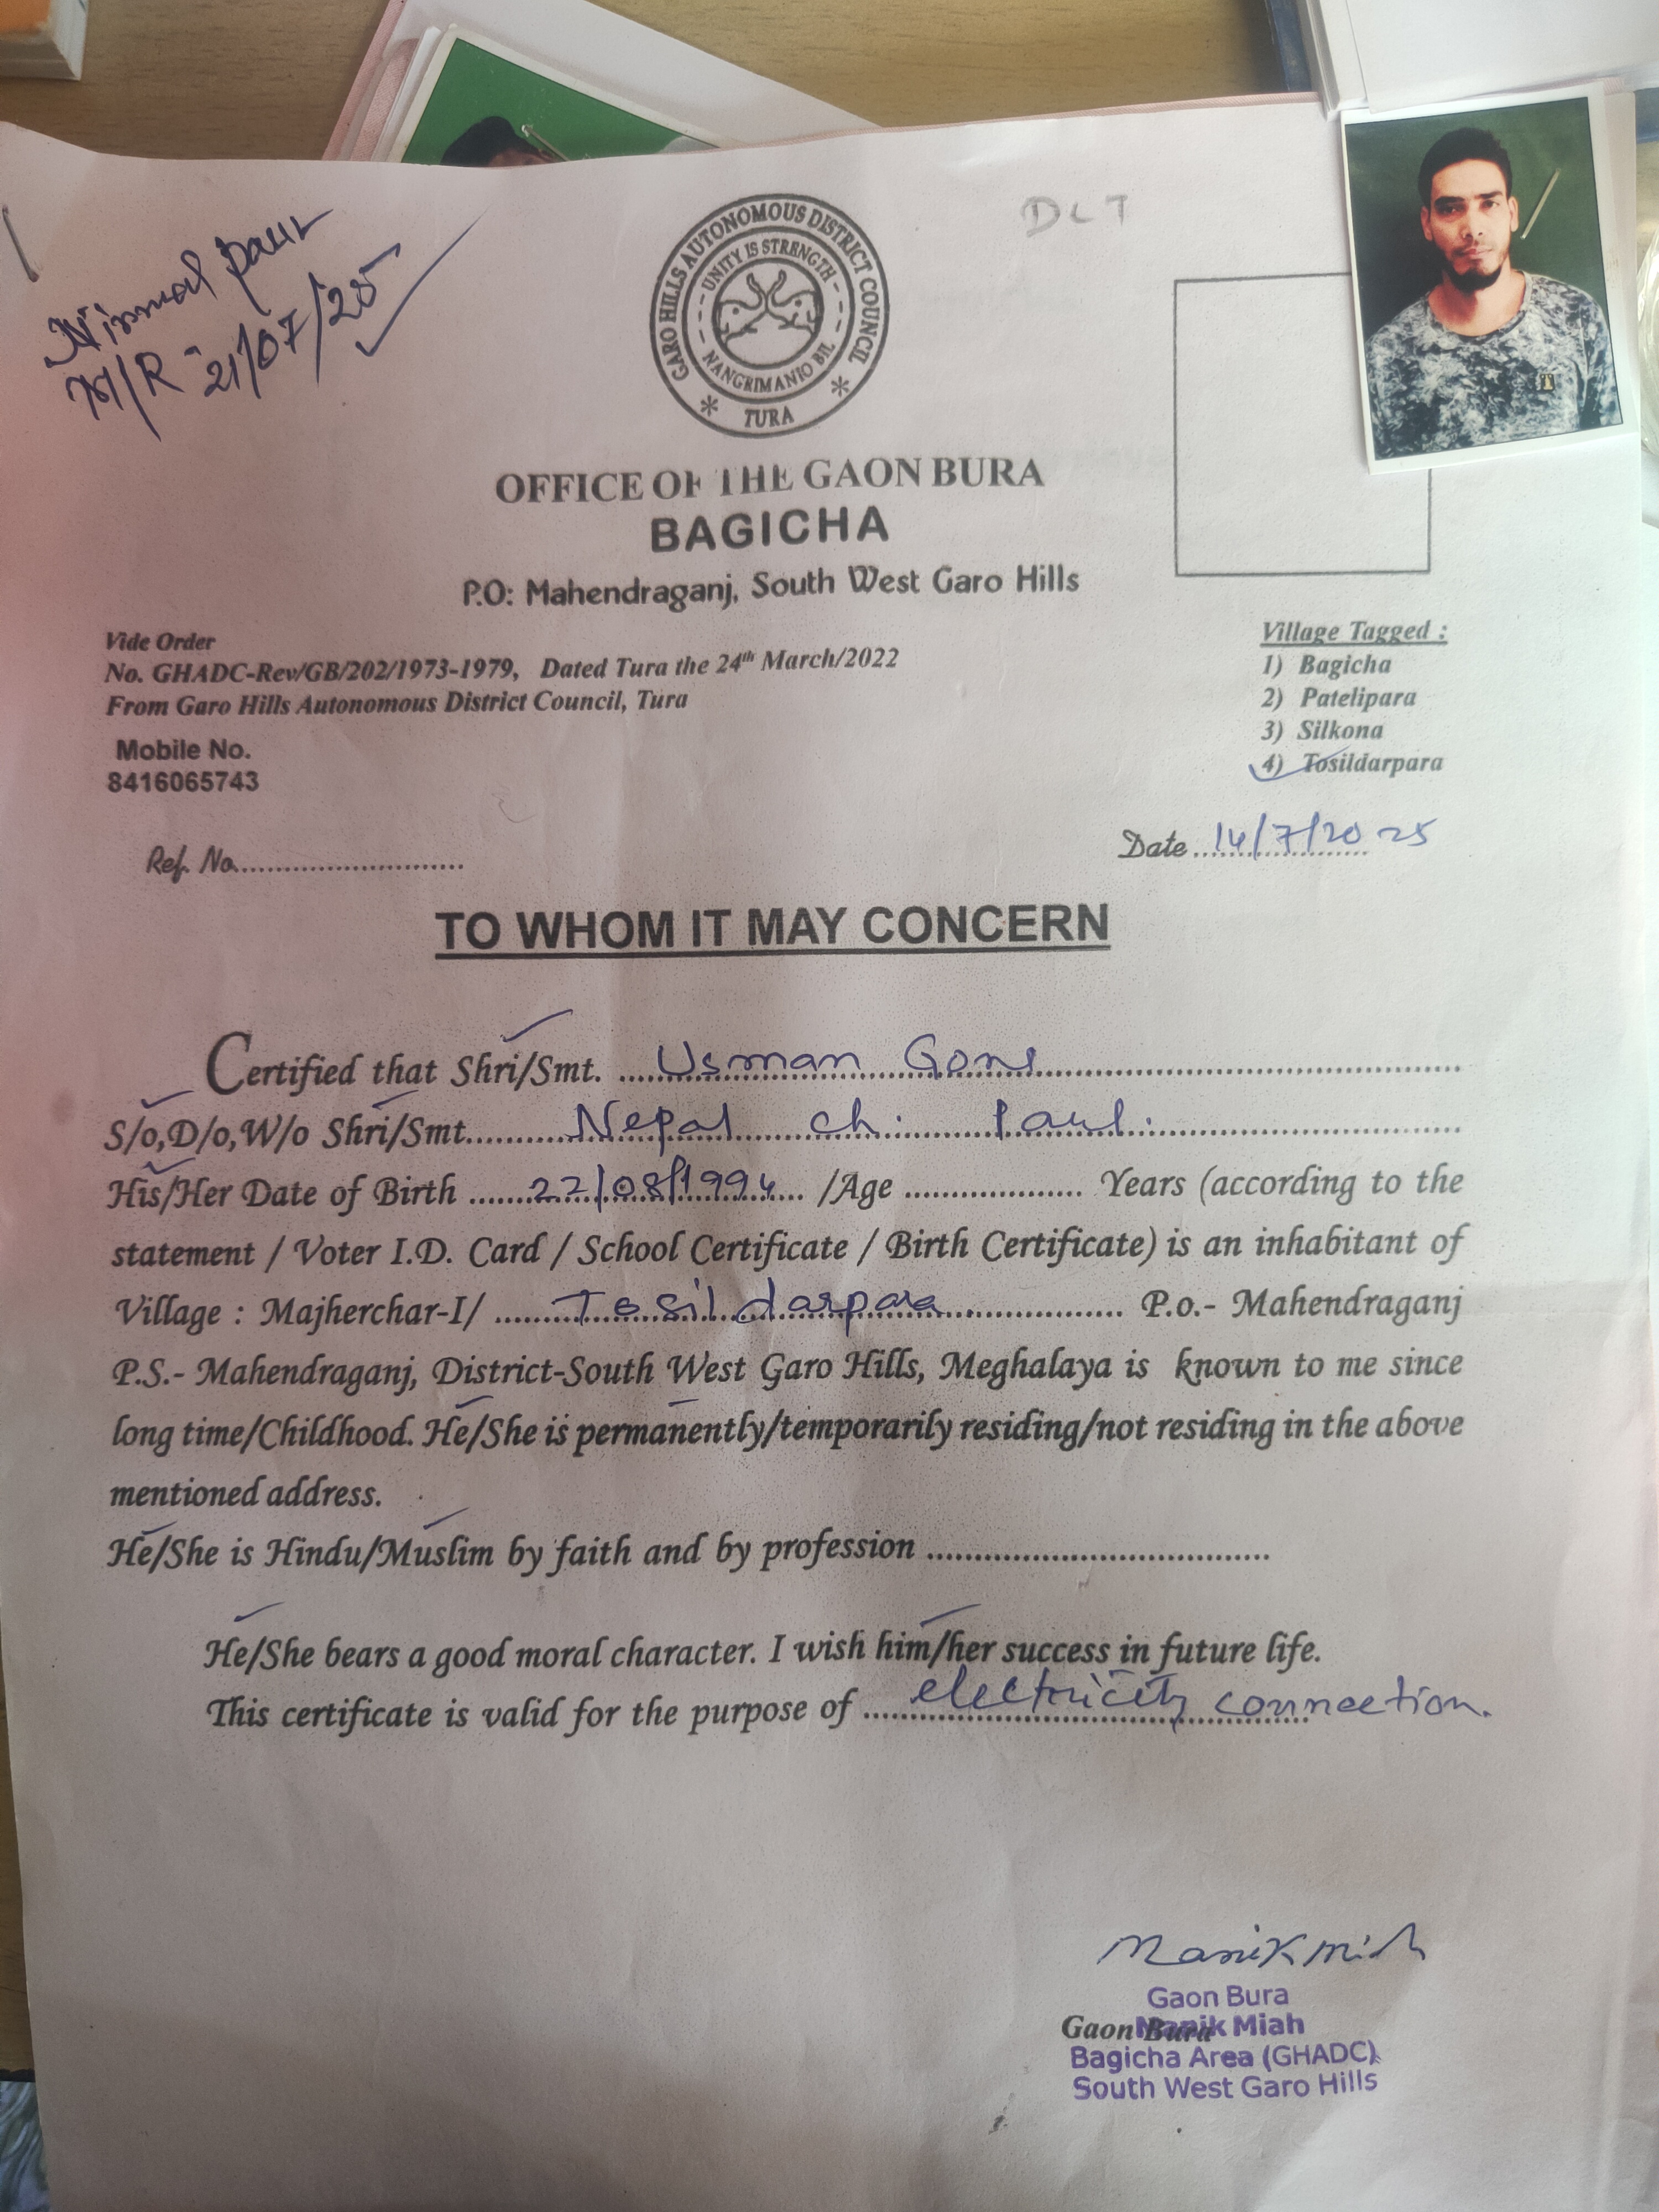 DLT
Nirmal Paul
M/R - 21/07/25
GARO HILLS AUTONOMOUS DISTRICT COUNCIL
UNITY IS STRENGTH
NANGRIMANIO BIL
* TURA *
OFFICE OF THE GAON BURA
BAGICHA
P.O: Mahendraganj, South West Garo Hills
Vide Order
No. GHADC-Rev/GB/202/1973-1979, Dated Tura the 24th March/2022
From Garo Hills Autonomous District Council, Tura
Mobile No.
8416065743
Village Tagged :
1) Bagicha
2) Patelipara
3) Silkona
4) Tosildarpara
Ref. No..........................
Date 14/7/2025
TO WHOM IT MAY CONCERN
Certified that Shri/Smt. Usman Goni
S/o,D/o,W/o Shri/Smt. Nepal ch. Paul.
His/Her Date of Birth 22/08/1994 /Age .................. Years (according to the
statement / Voter I.D. Card / School Certificate / Birth Certificate) is an inhabitant of
Village : Majherchar-I/ Tosildarpara P.o.- Mahendraganj
P.S.- Mahendraganj, District-South West Garo Hills, Meghalaya is known to me since
long time/Childhood. He/She is permanently/temporarily residing/not residing in the above
mentioned address.
He/She is Hindu/Muslim by faith and by profession ..................................
He/She bears a good moral character. I wish him/her success in future life.
This certificate is valid for the purpose of electricity connection.
Manik Miah
Gaon Bura
Gaon Bura
Manik Miah
Bagicha Area (GHADC)
South West Garo Hills